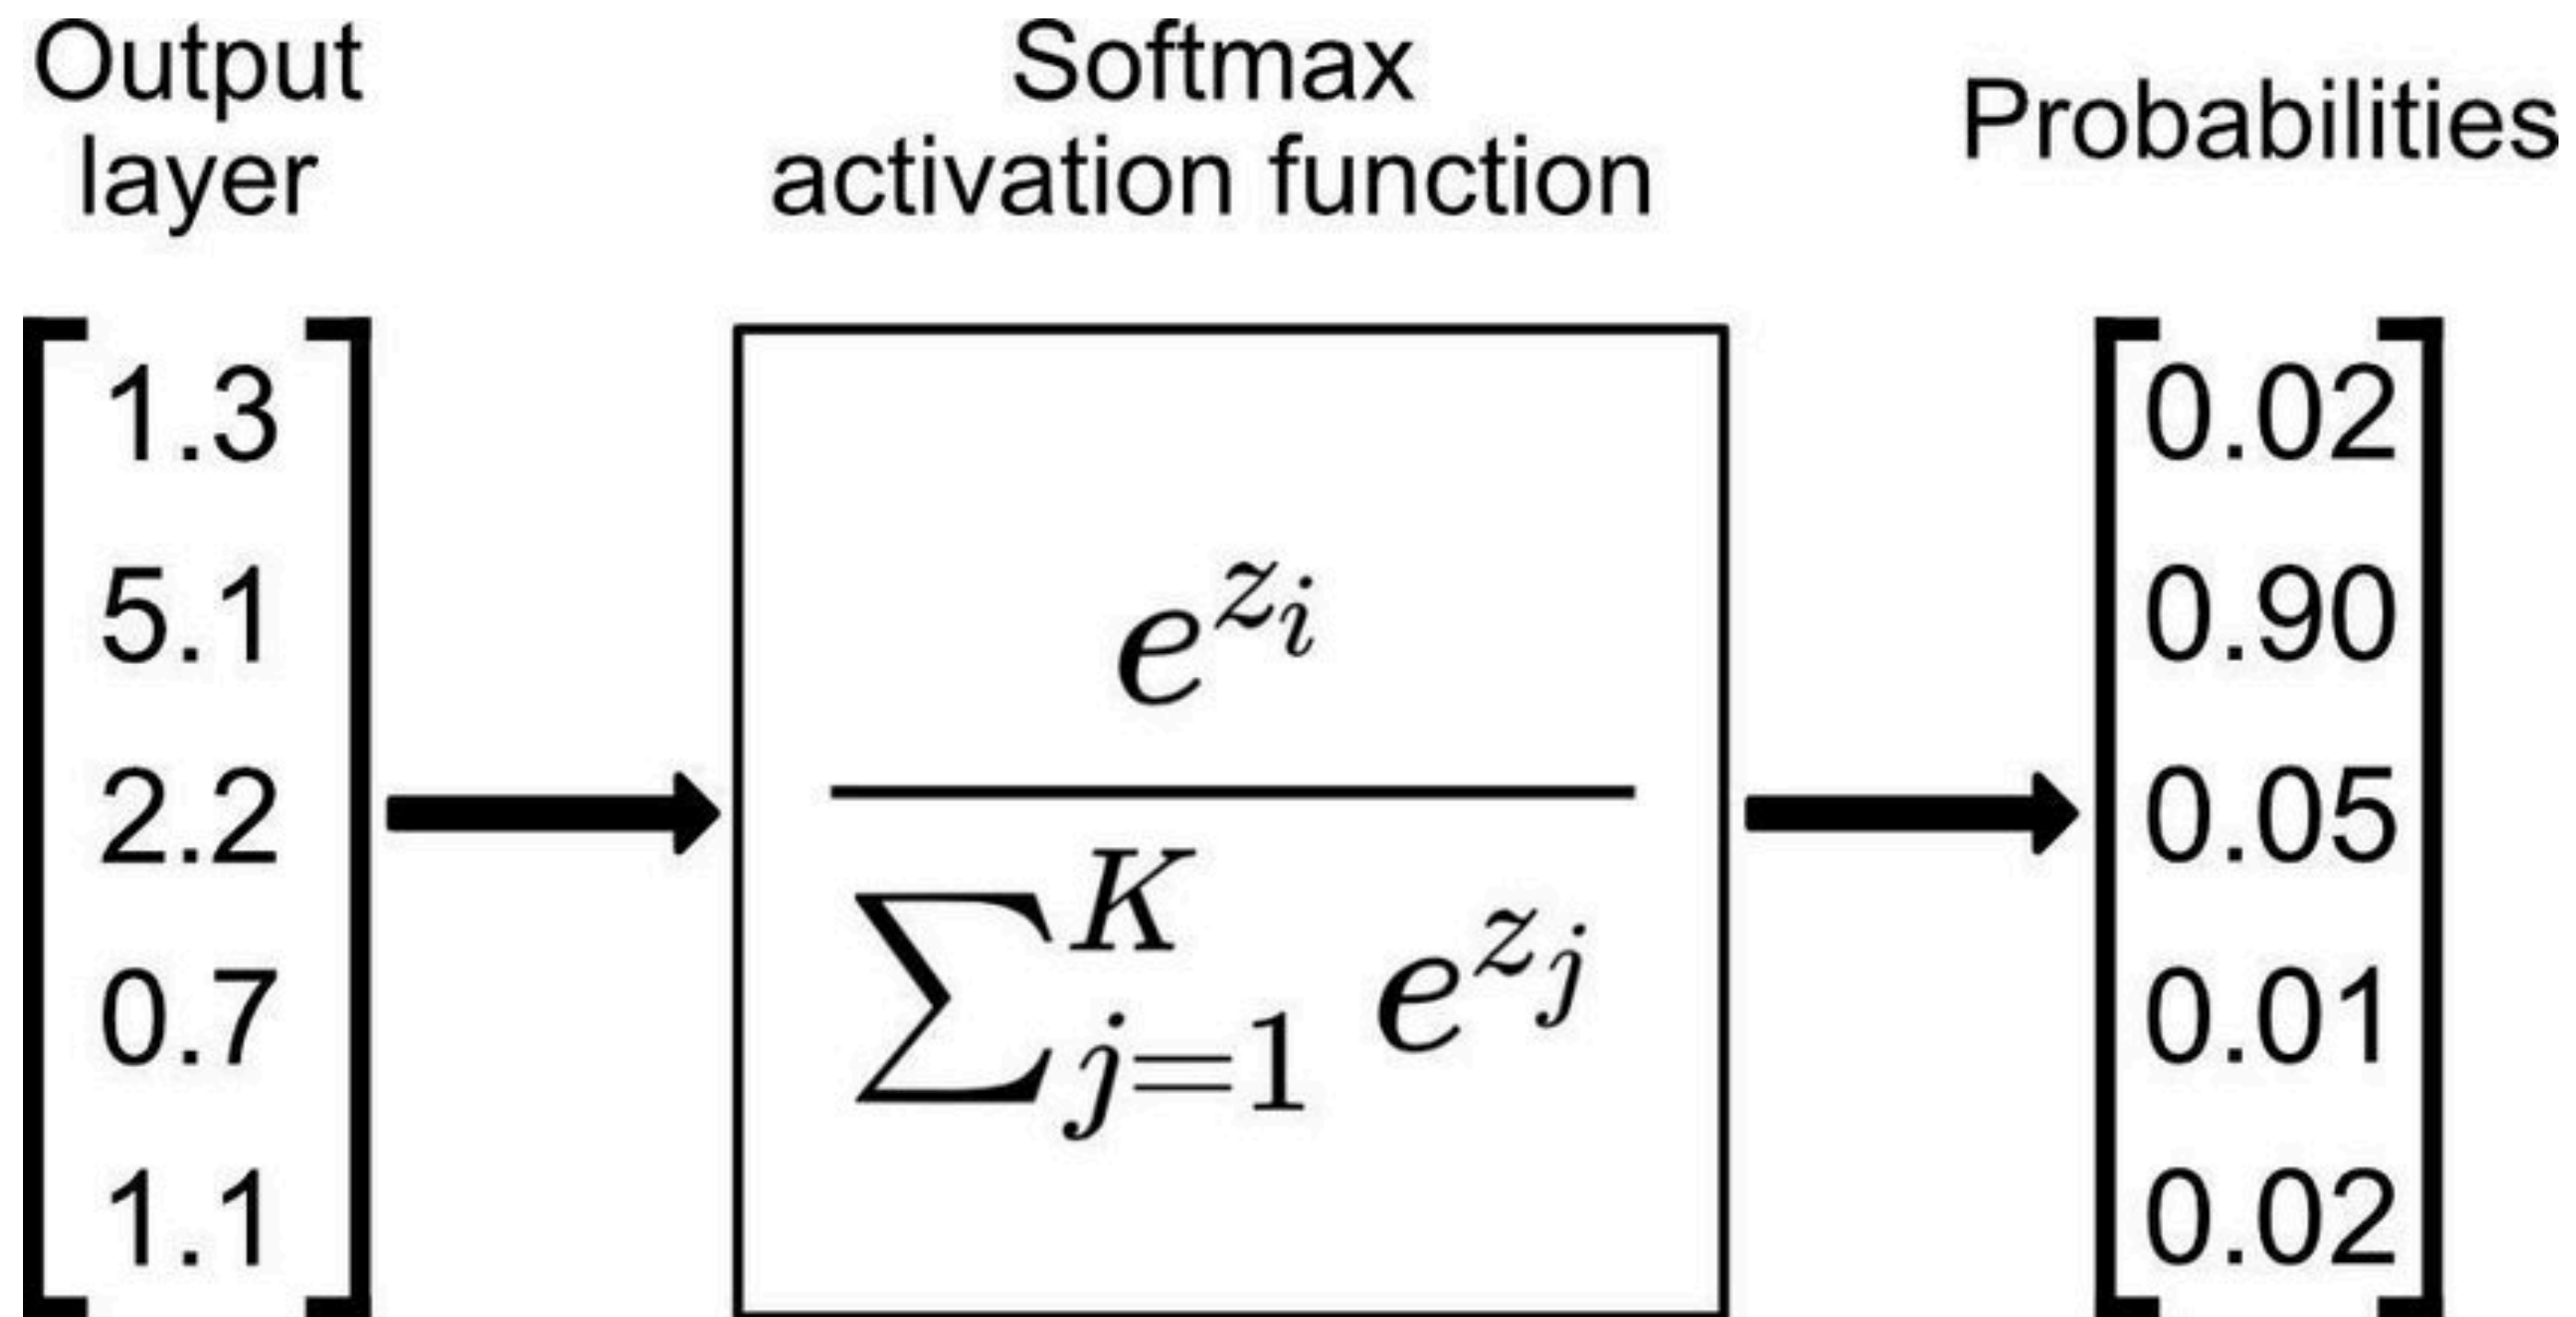 Output
layer
Softmax
activation function
Probabilities
1.3
5.1
2.2
0.7
1.1
e^{z_i}
∑_{j=1}^{K} e^{z_j}
0.02
0.90
0.05
0.01
0.02